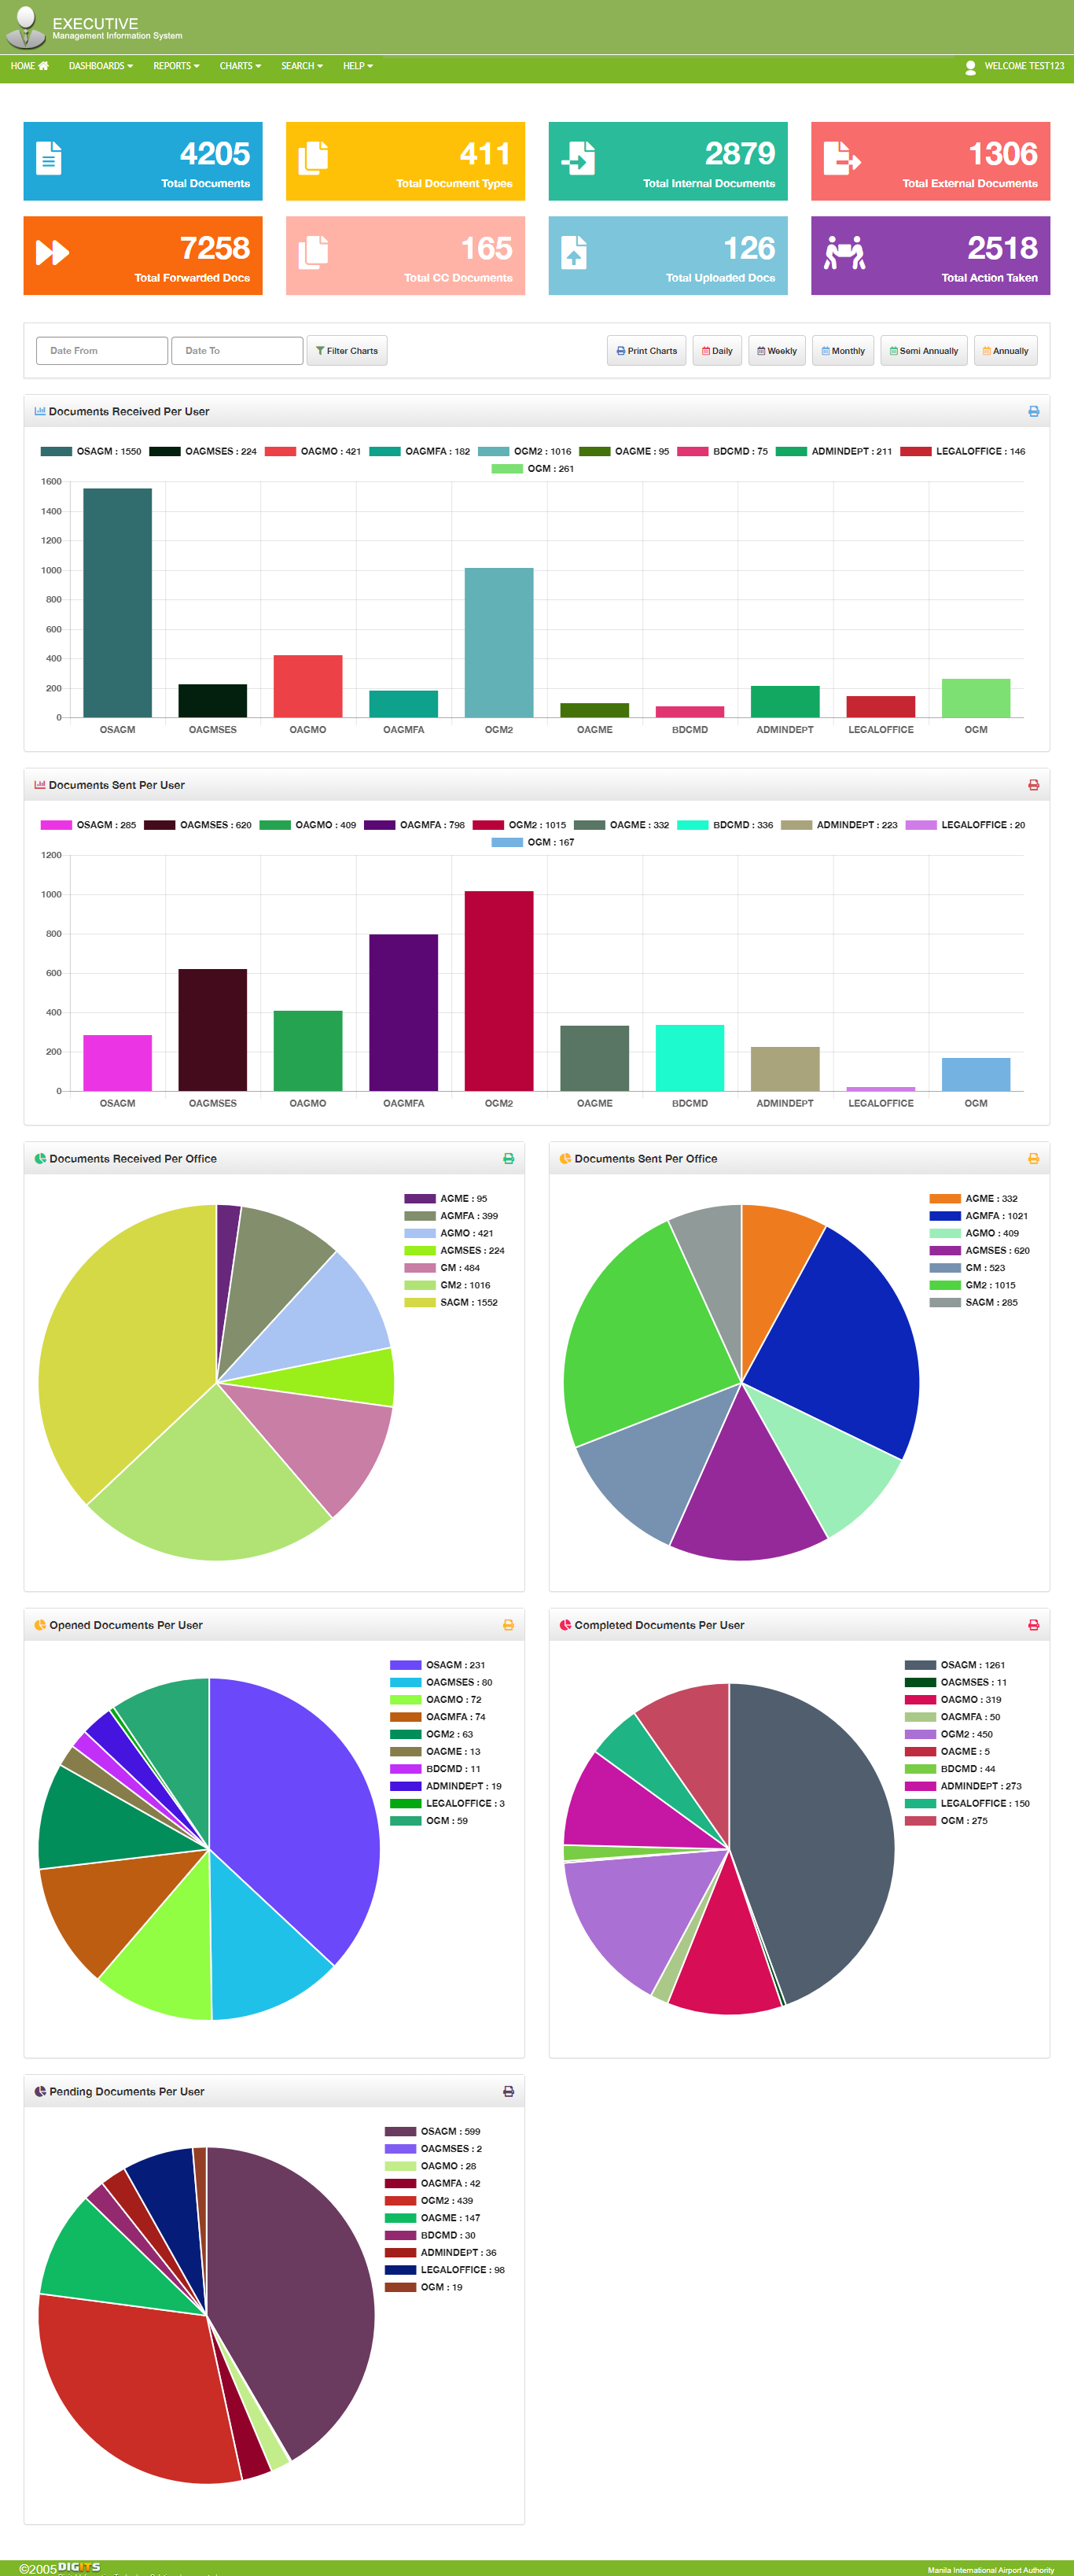 EXECUTIVE
Management Information System
HOME DASHBOARDS REPORTS CHARTS SEARCH HELP WELCOME TEST123
4205
Total Documents
411
Total Document Types
2879
Total Internal Documents
1306
Total External Documents
7258
Total Forwarded Docs
165
Total CC Documents
126
Total Uploaded Docs
2518
Total Action Taken
Date From Date To Filter Charts Print Charts Daily Weekly Monthly Semi Annually Annually
Documents Received Per User
OSAGM : 1550 OAGMSES : 224 OAGMO : 421 OAGMFA : 182 OGM2 : 1016 OAGME : 95 BDCMD : 75 ADMINDEPT : 211 LEGALOFFICE : 146
OGM : 261
1600
1400
1200
1000
800
600
400
200
0
OSAGM OAGMSES OAGMO OAGMFA OGM2 OAGME BDCMD ADMINDEPT LEGALOFFICE OGM
Documents Sent Per User
OSAGM : 285 OAGMSES : 620 OAGMO : 409 OAGMFA : 798 OGM2 : 1015 OAGME : 332 BDCMD : 336 ADMINDEPT : 223 LEGALOFFICE : 20
OGM : 167
1200
1000
800
600
400
200
0
OSAGM OAGMSES OAGMO OAGMFA OGM2 OAGME BDCMD ADMINDEPT LEGALOFFICE OGM
Documents Received Per Office
AGME : 95
AGMFA : 399
AGMO : 421
AGMSES : 224
GM : 484
GM2 : 1016
SAGM : 1552
Documents Sent Per Office
AGME : 332
AGMFA : 1021
AGMO : 409
AGMSES : 620
GM : 523
GM2 : 1015
SAGM : 285
Opened Documents Per User
OSAGM : 231
OAGMSES : 80
OAGMO : 72
OAGMFA : 74
OGM2 : 63
OAGME : 13
BDCMD : 11
ADMINDEPT : 19
LEGALOFFICE : 3
OGM : 59
Completed Documents Per User
OSAGM : 1261
OAGMSES : 11
OAGMO : 319
OAGMFA : 50
OGM2 : 450
OAGME : 5
BDCMD : 44
ADMINDEPT : 273
LEGALOFFICE : 150
OGM : 275
Pending Documents Per User
OSAGM : 599
OAGMSES : 2
OAGMO : 28
OAGMFA : 42
OGM2 : 439
OAGME : 147
BDCMD : 30
ADMINDEPT : 36
LEGALOFFICE : 98
OGM : 19
©2005 DIGITS
Manila International Airport Authority